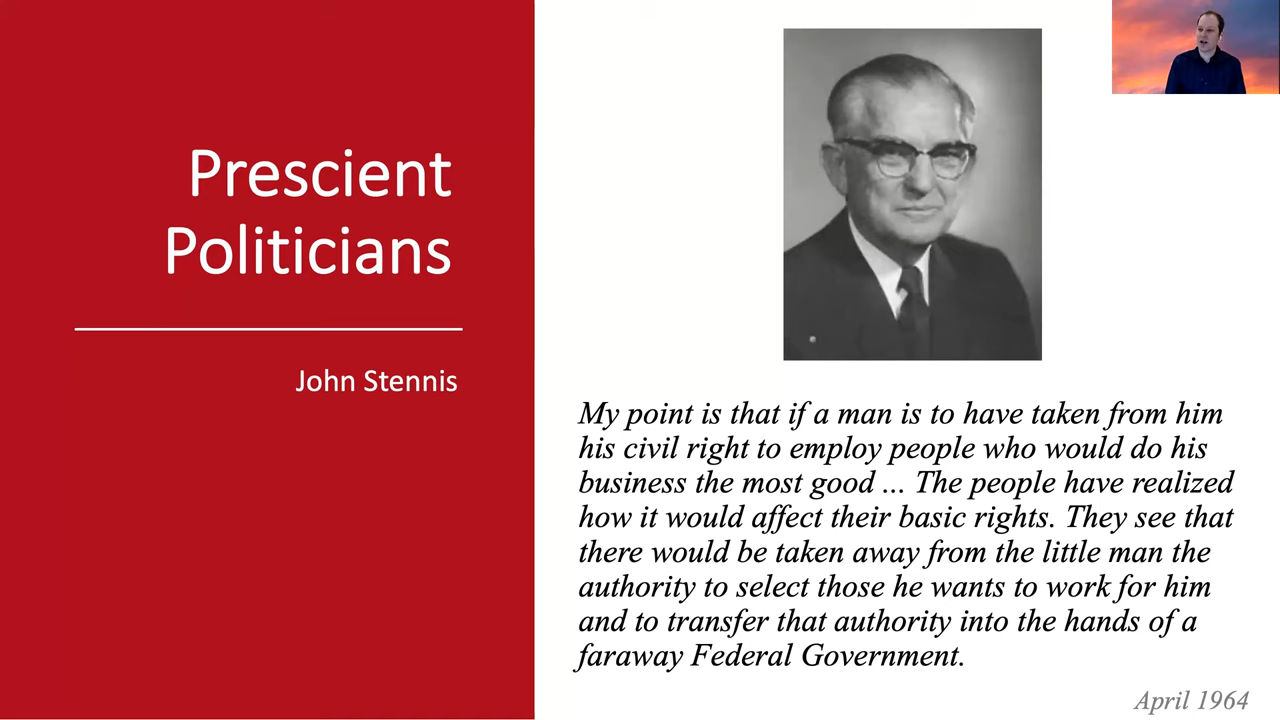 Prescient
Politicians
John Stennis
My point is that if a man is to have taken from him
his civil right to employ people who would do his
business the most good ... The people have realized
how it would affect their basic rights. They see that
there would be taken away from the little man the
authority to select those he wants to work for him
and to transfer that authority into the hands of a
faraway Federal Government.
April 1964